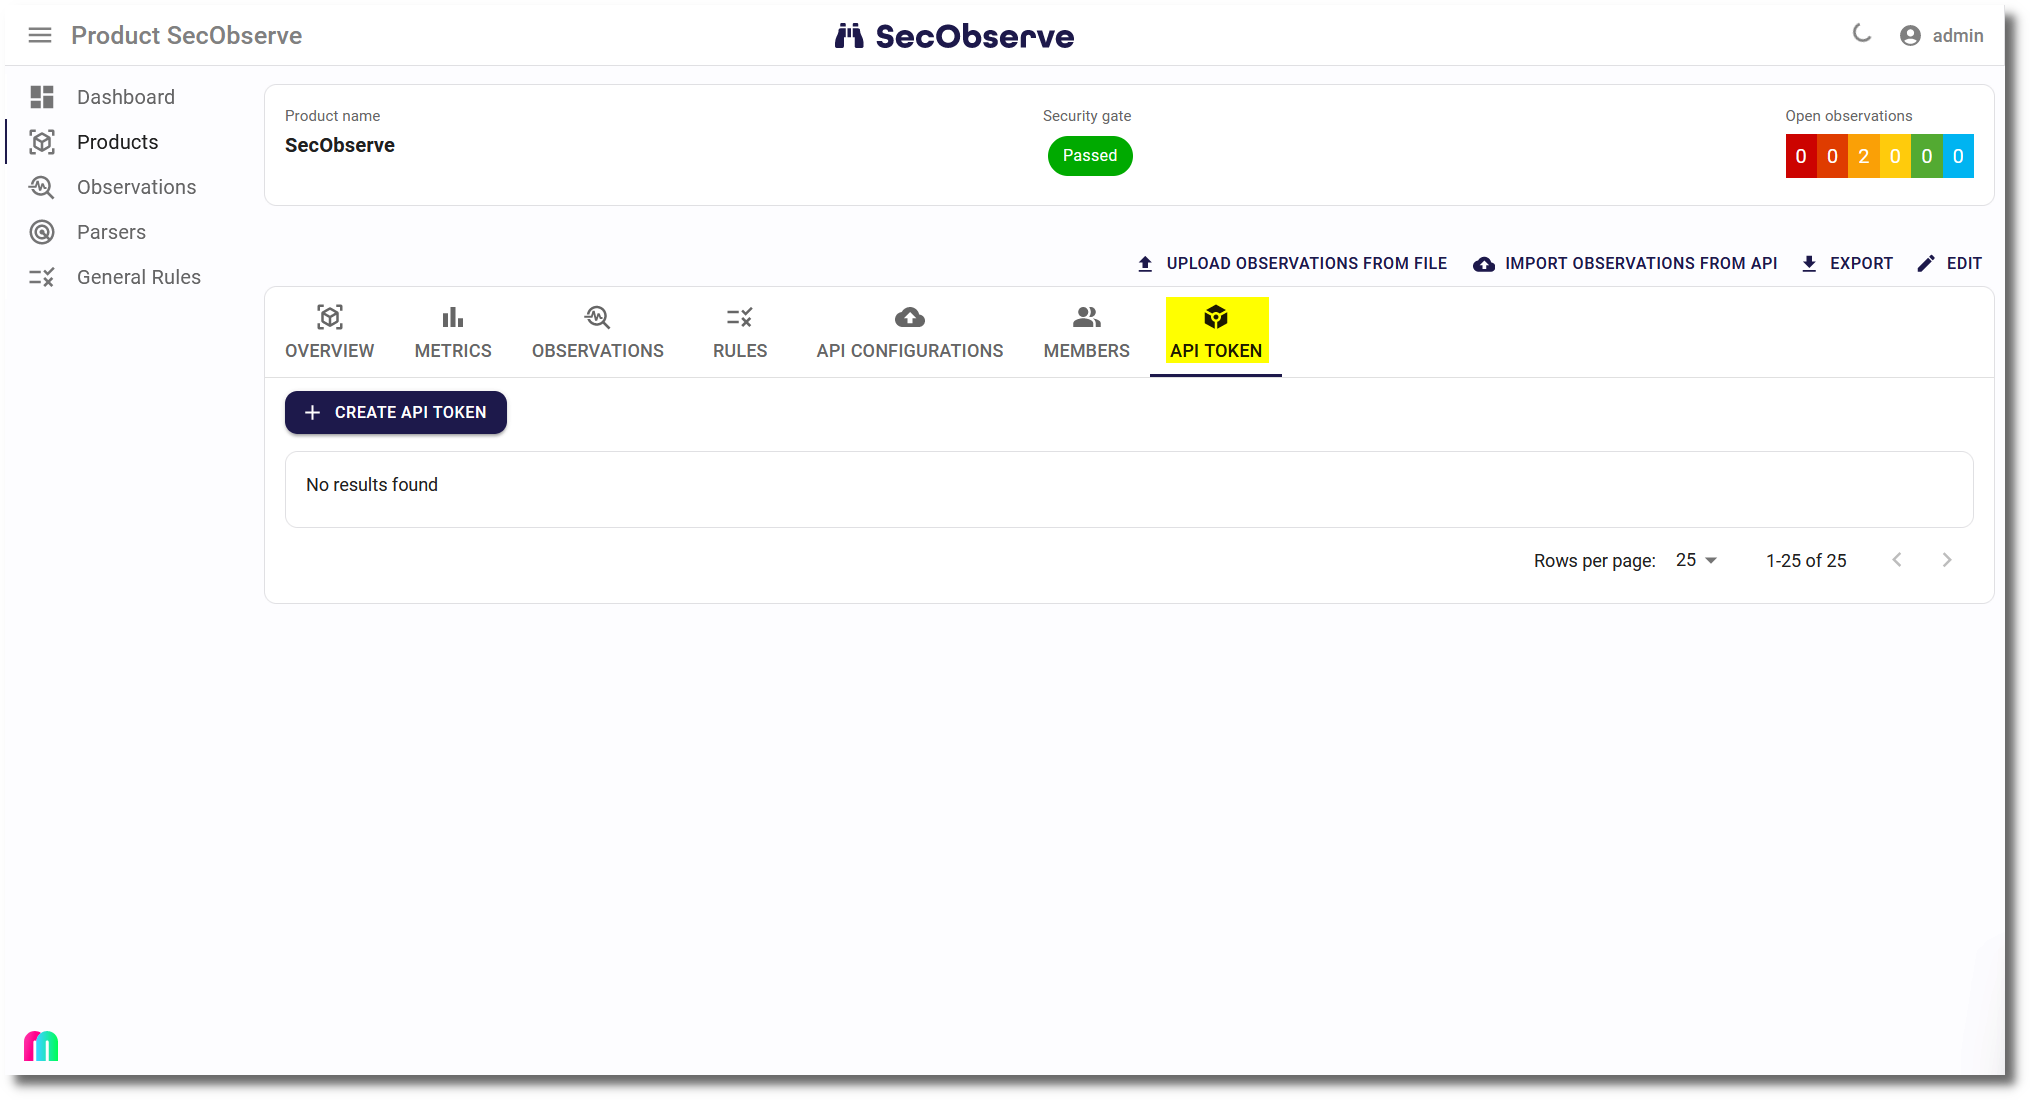 Product SecObserve
SecObserve
admin
Dashboard
Products
Observations
Parsers
General Rules
Product name
SecObserve
Security gate
Passed
Open observations
0 0 2 0 0 0
UPLOAD OBSERVATIONS FROM FILE
IMPORT OBSERVATIONS FROM API
EXPORT
EDIT
OVERVIEW
METRICS
OBSERVATIONS
RULES
API CONFIGURATIONS
MEMBERS
API TOKEN
CREATE API TOKEN
No results found
Rows per page: 25
1-25 of 25